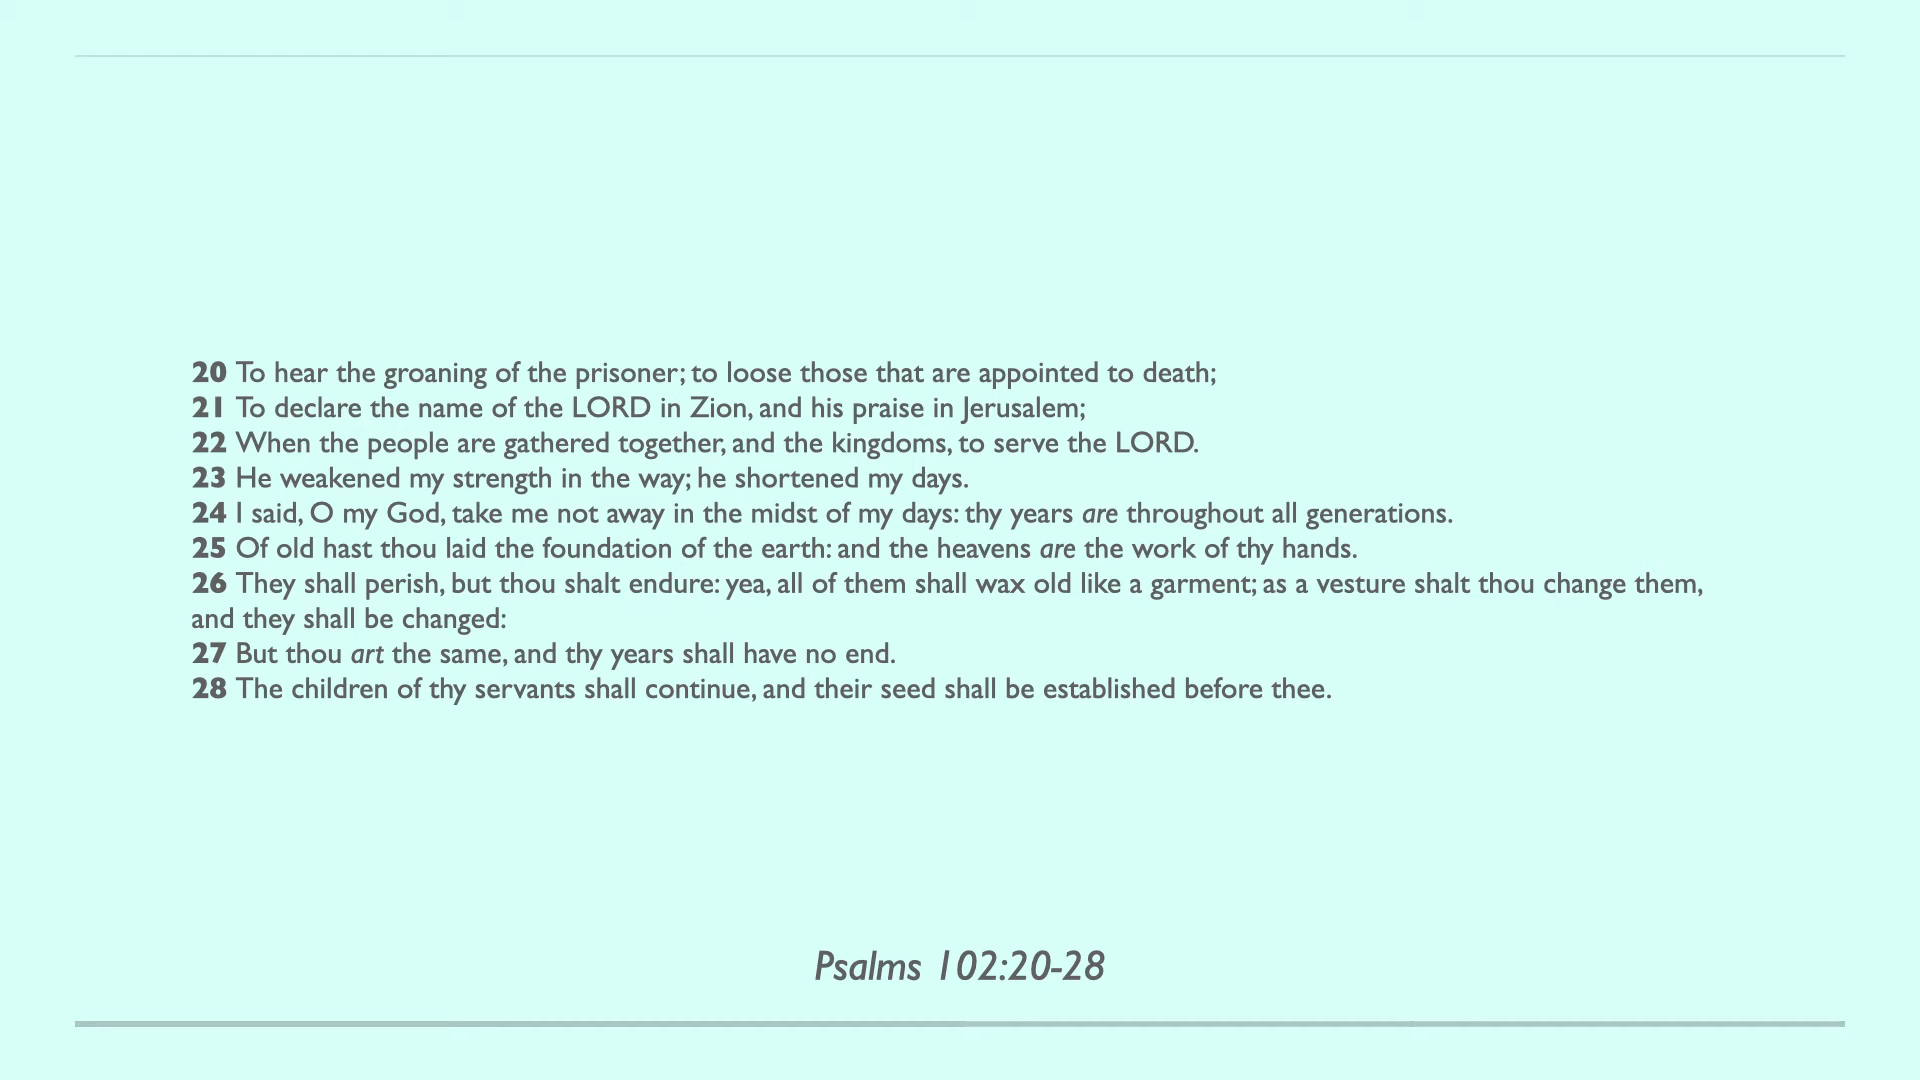 20 To hear the groaning of the prisoner; to loose those that are appointed to death;
21 To declare the name of the LORD in Zion, and his praise in Jerusalem;
22 When the people are gathered together, and the kingdoms, to serve the LORD.
23 He weakened my strength in the way; he shortened my days.
24 I said, O my God, take me not away in the midst of my days: thy years are throughout all generations.
25 Of old hast thou laid the foundation of the earth: and the heavens are the work of thy hands.
26 They shall perish, but thou shalt endure: yea, all of them shall wax old like a garment; as a vesture shalt thou change them,
and they shall be changed:
27 But thou art the same, and thy years shall have no end.
28 The children of thy servants shall continue, and their seed shall be established before thee.
Psalms 102:20-28